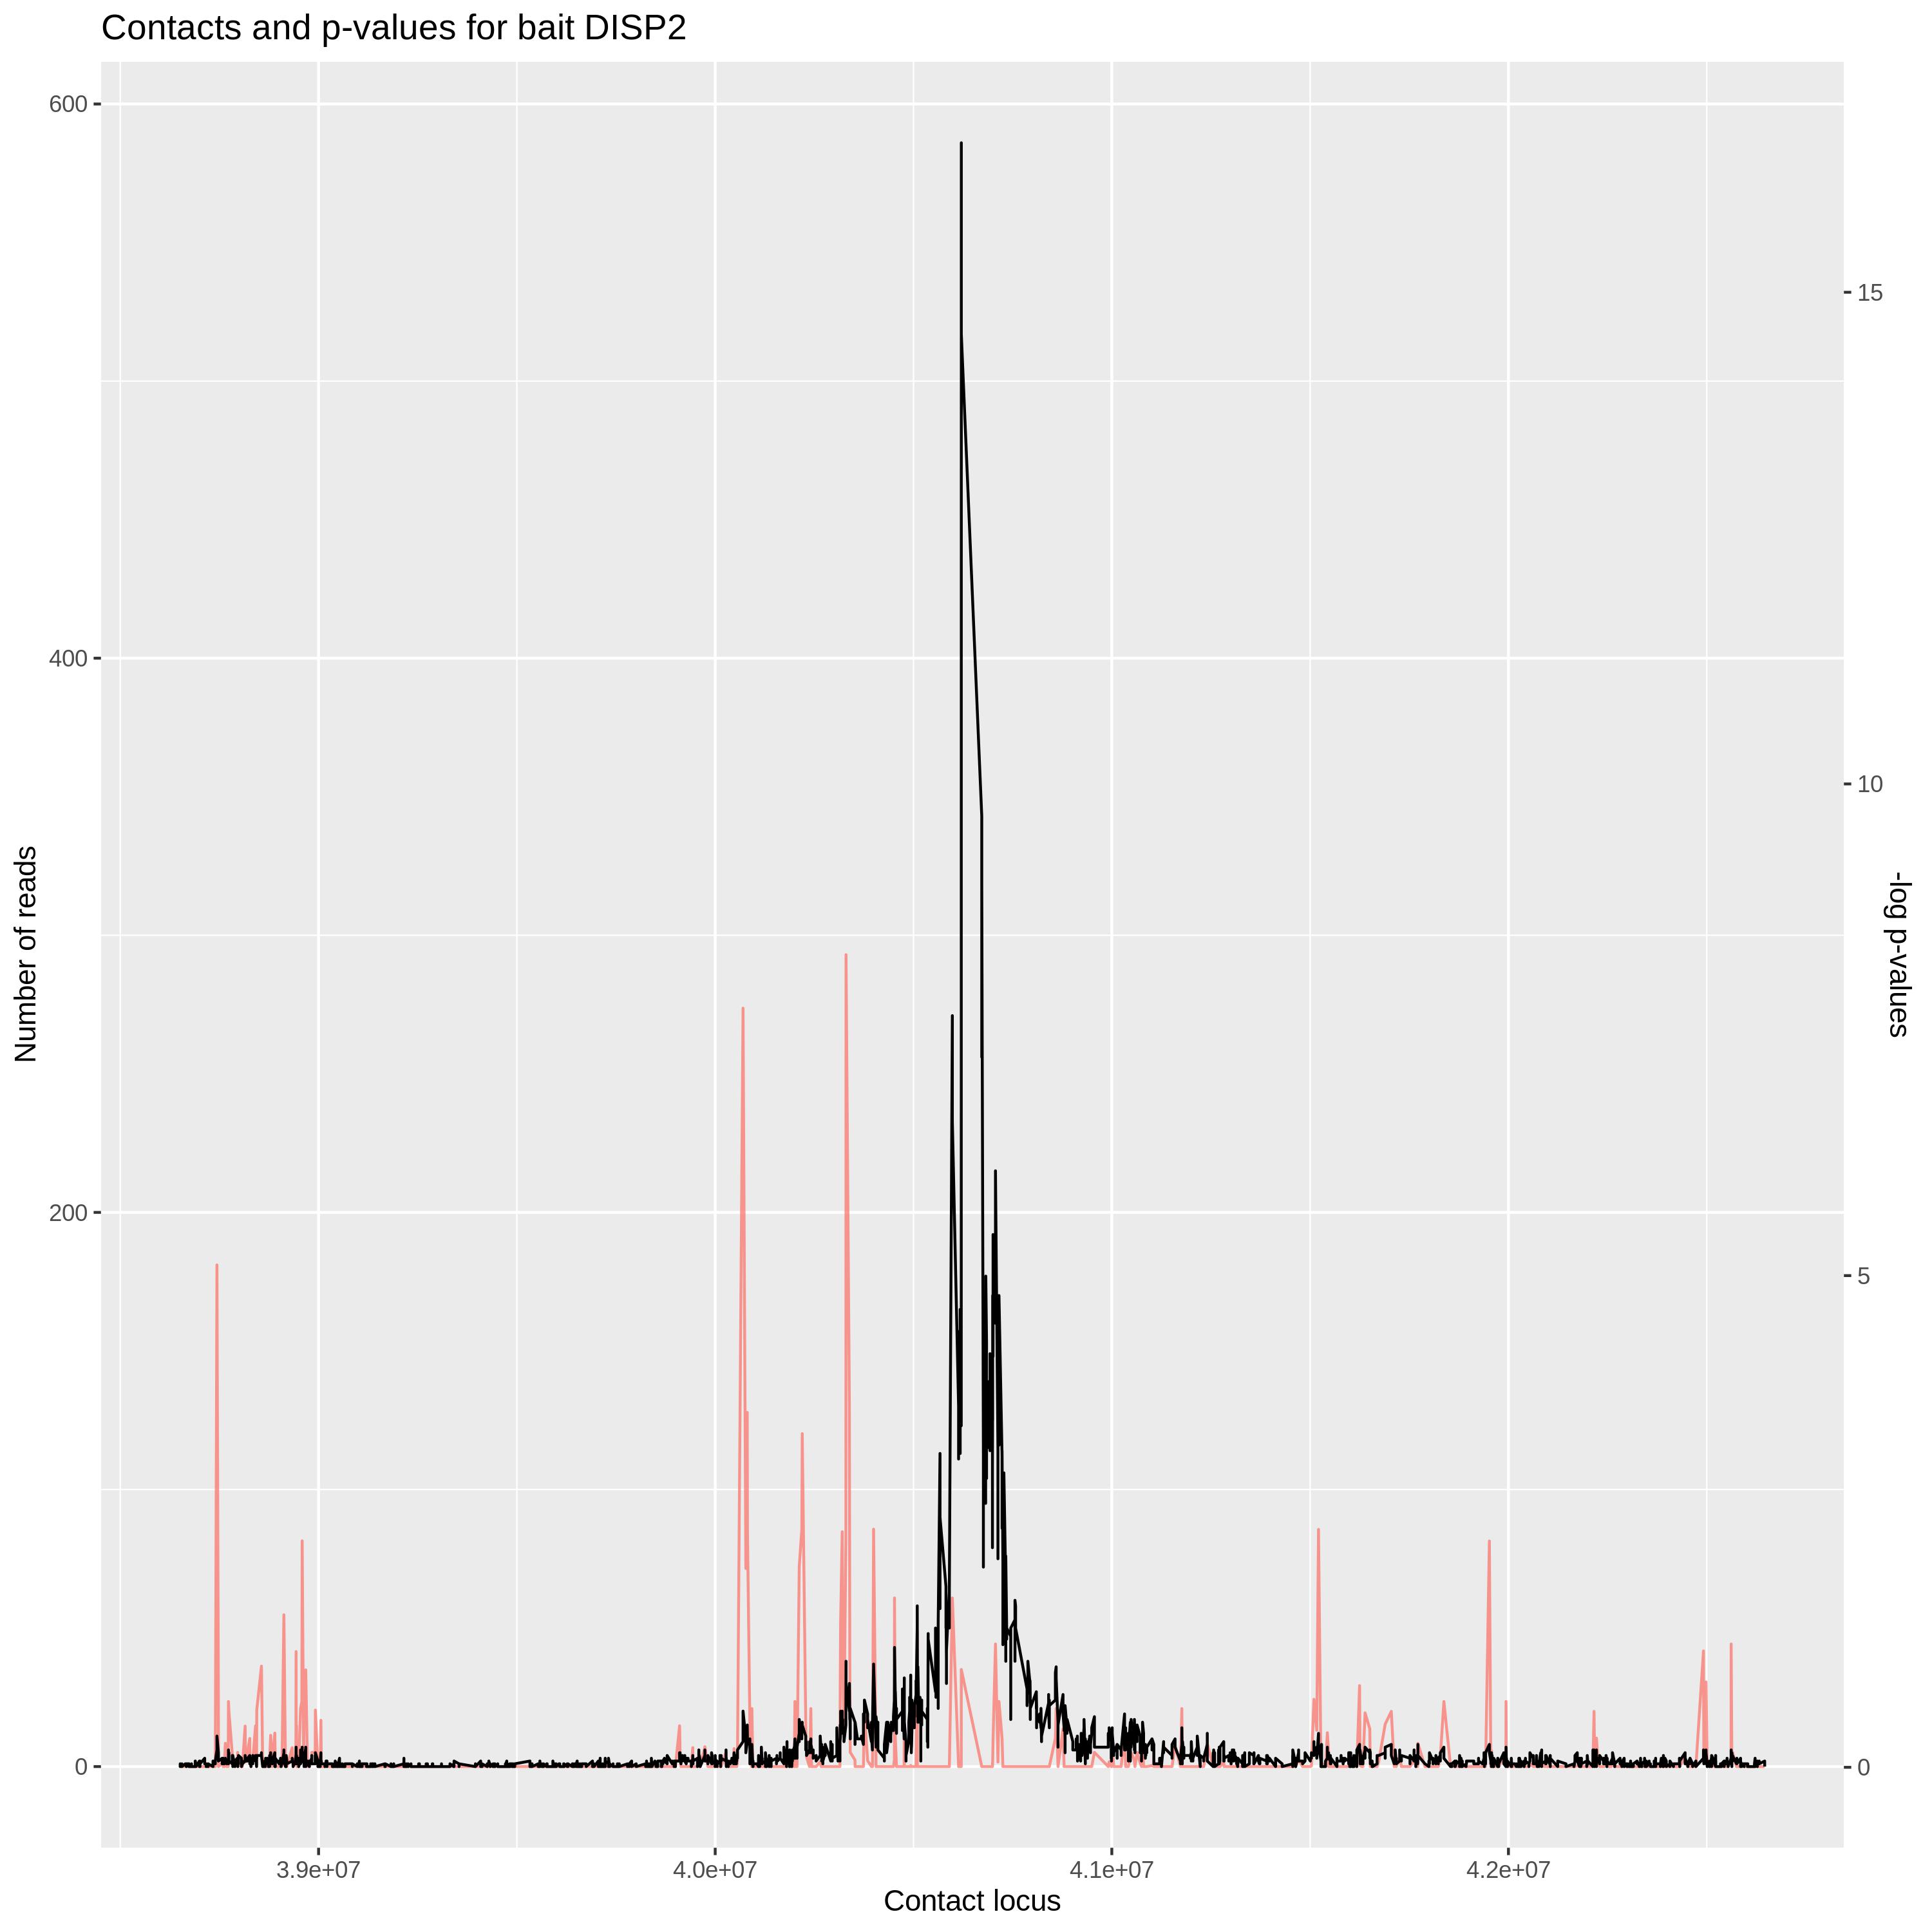 Contacts and p-values for bait DISP2
600
400
200
0
Number of reads
15
10
5
0
-log p-values
3.9e+07
4.0e+07
4.1e+07
4.2e+07
Contact locus